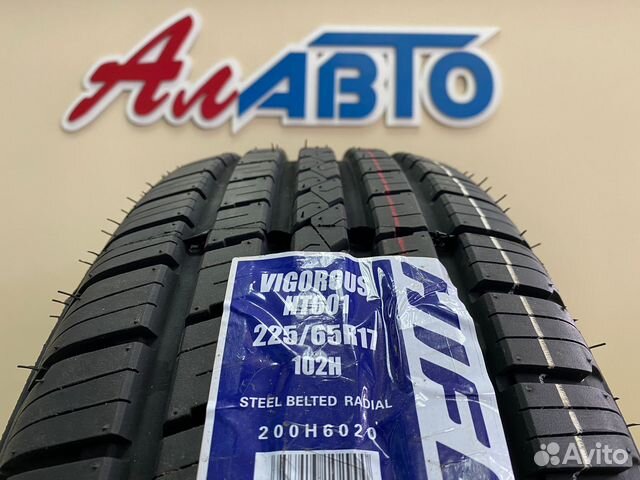 АлАВТО
VIGOROUS
HT601
225/65R17
102H
STEEL BELTED RADIAL
200H6020
Avito